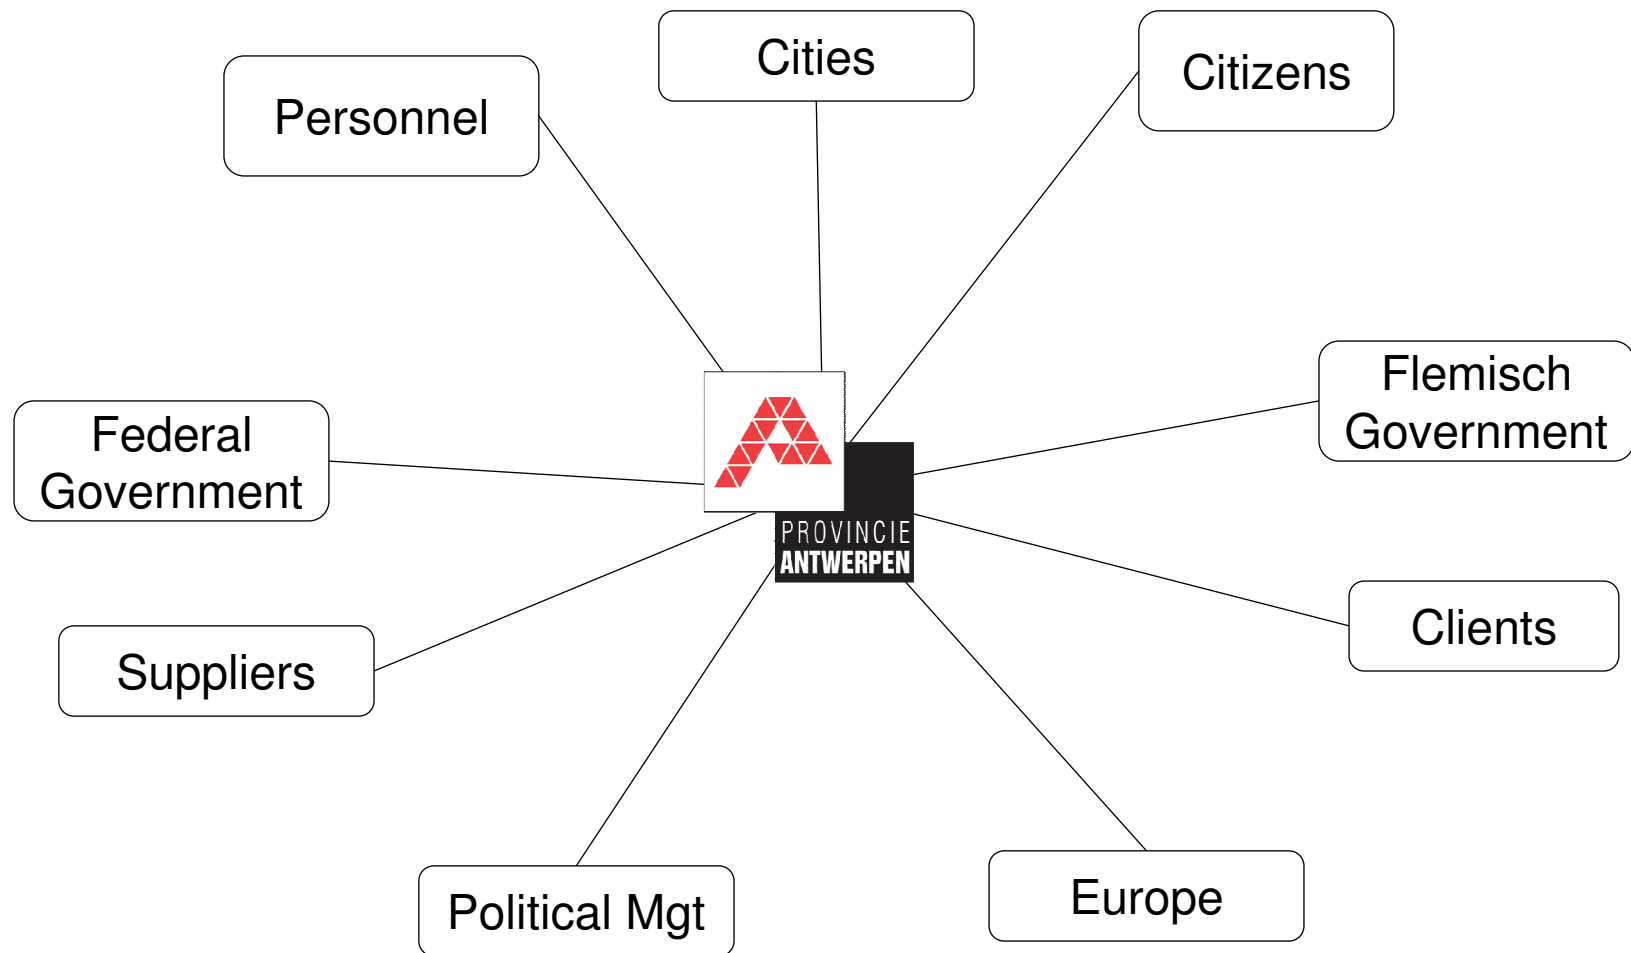 Cities
Citizens
Personnel
Flemisch
Government
Federal
Government
PROVINCIE
ANTWERPEN
Clients
Suppliers
Europe
Political Mgt